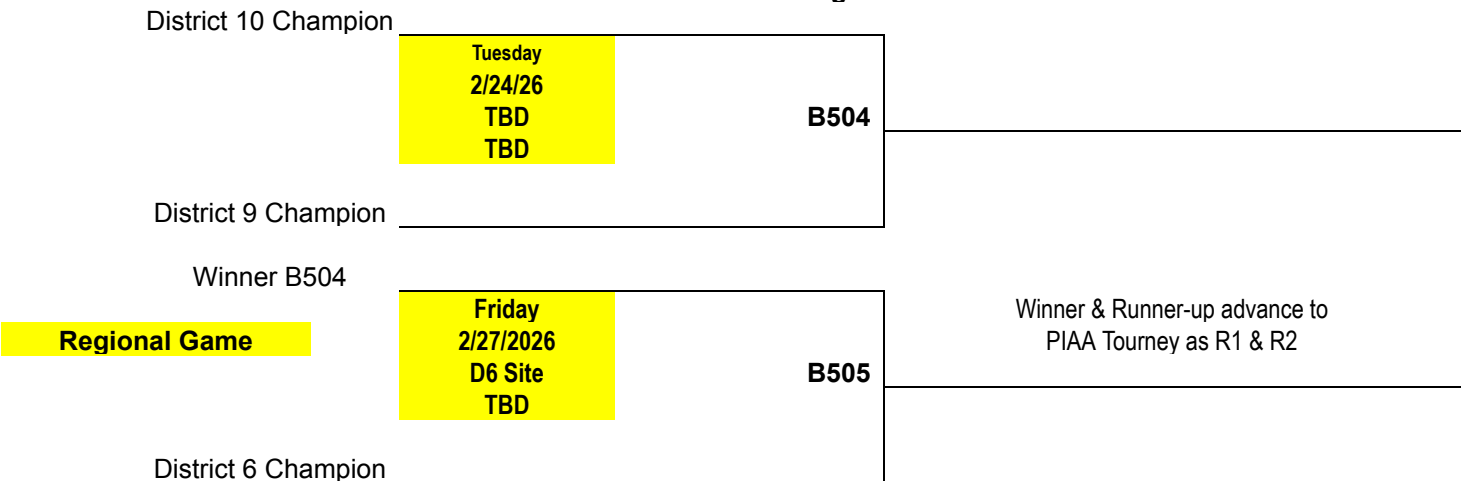 District 10 Champion
Tuesday
2/24/26
TBD
B504
TBD
District 9 Champion
Winner B504
Friday
Winner & Runner-up advance to
Regional Game
2/27/2026
PIAA Tourney as R1 & R2
D6 Site
B505
TBD
District 6 Champion